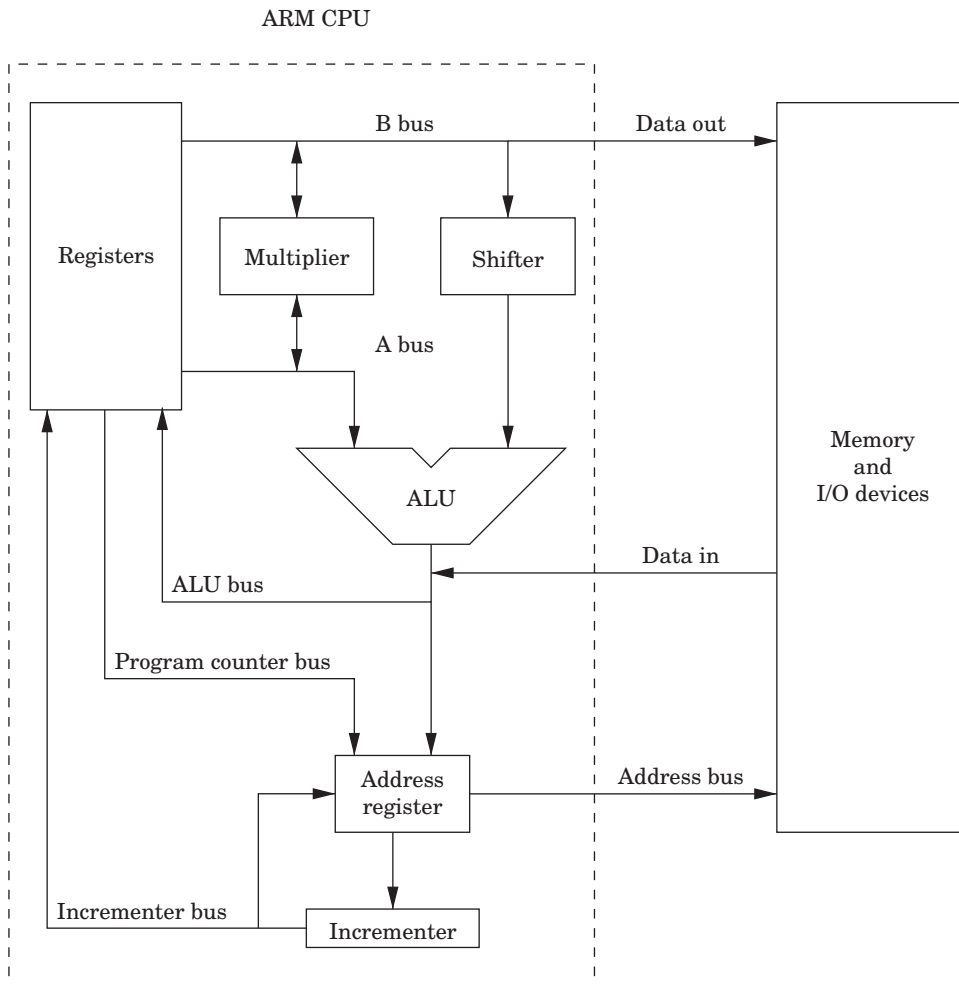 ARM CPU
B bus
Data out
Registers
Multiplier
Shifter
A bus
Memory
and
I/O devices
ALU
Data in
ALU bus
Program counter bus
Address
register
Address bus
Incrementer bus
Incrementer